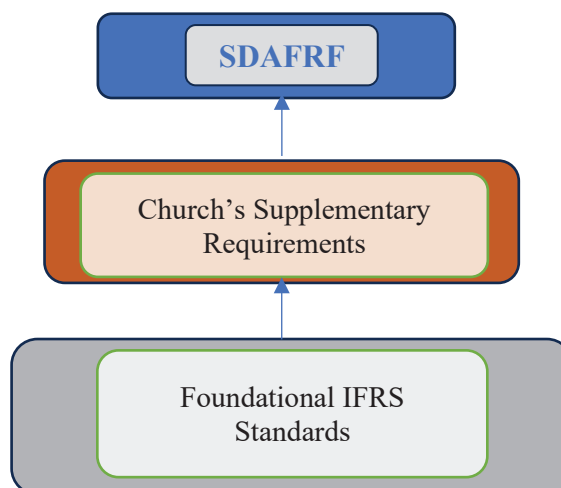 SDAFRF
Church’s Supplementary
Requirements
Foundational IFRS
Standards